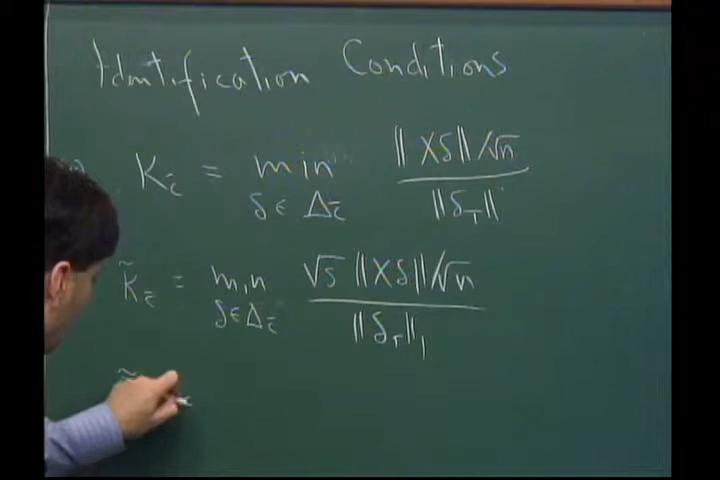 Identification Conditions
K_c̄ = min_{δ ∈ Δ_c̄} ‖Xδ‖/√n / ‖δ_T‖
K̃_c̄ = min_{δ ∈ Δ_c̄} √s ‖Xδ‖/√n / ‖δ_T‖_1